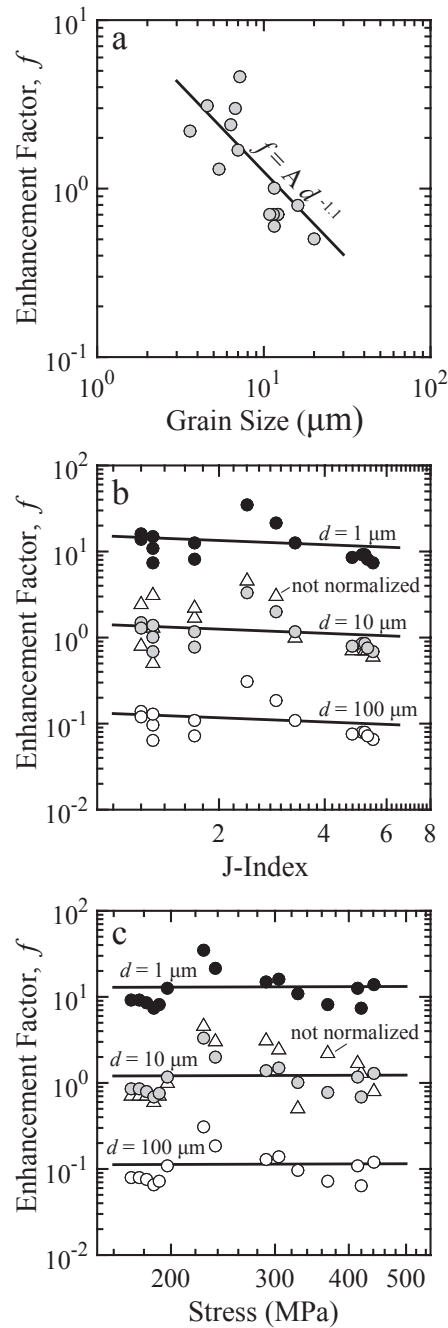 a
Enhancement Factor, f
10^1
10^0
10^-1
f = A d^-1.1
10^0 10^1 10^2
Grain Size (μm)
b
Enhancement Factor, f
10^2
10^1
10^0
10^-1
10^-2
d = 1 μm
not normalized
d = 10 μm
d = 100 μm
2 4 6 8
J-Index
c
Enhancement Factor, f
10^2
10^1
10^0
10^-1
10^-2
d = 1 μm
not normalized
d = 10 μm
d = 100 μm
200 300 400 500
Stress (MPa)